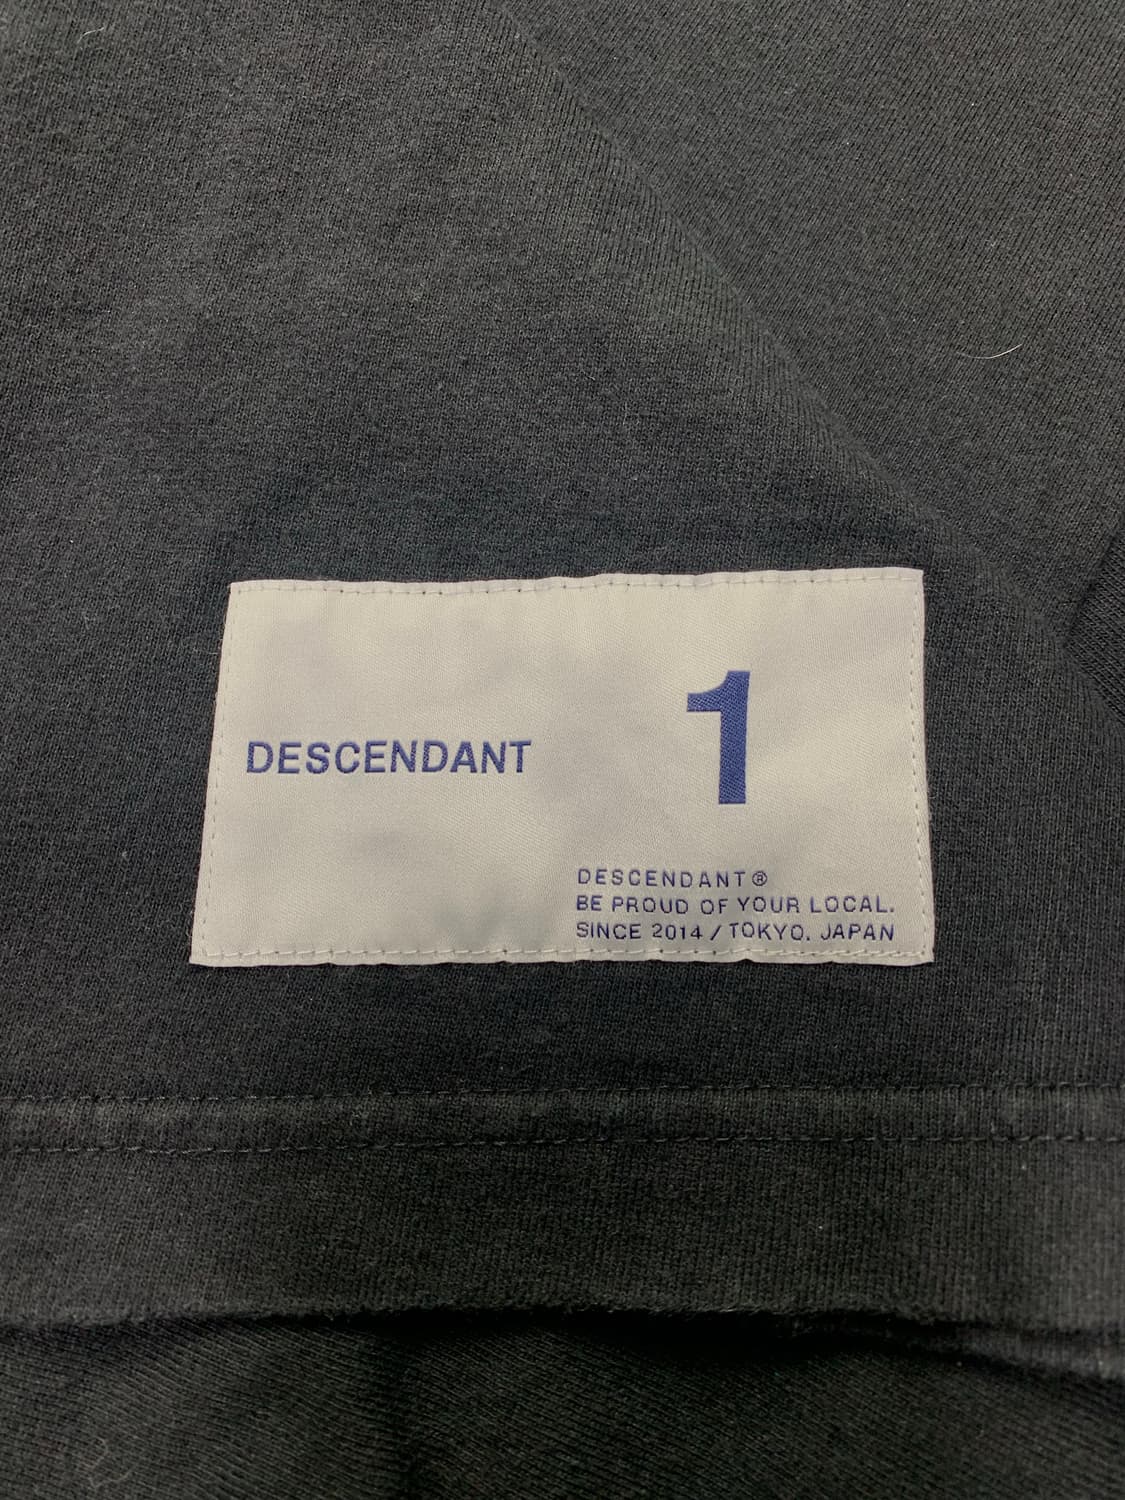 DESCENDANT
1
DESCENDANT®
BE PROUD OF YOUR LOCAL.
SINCE 2014 / TOKYO. JAPAN